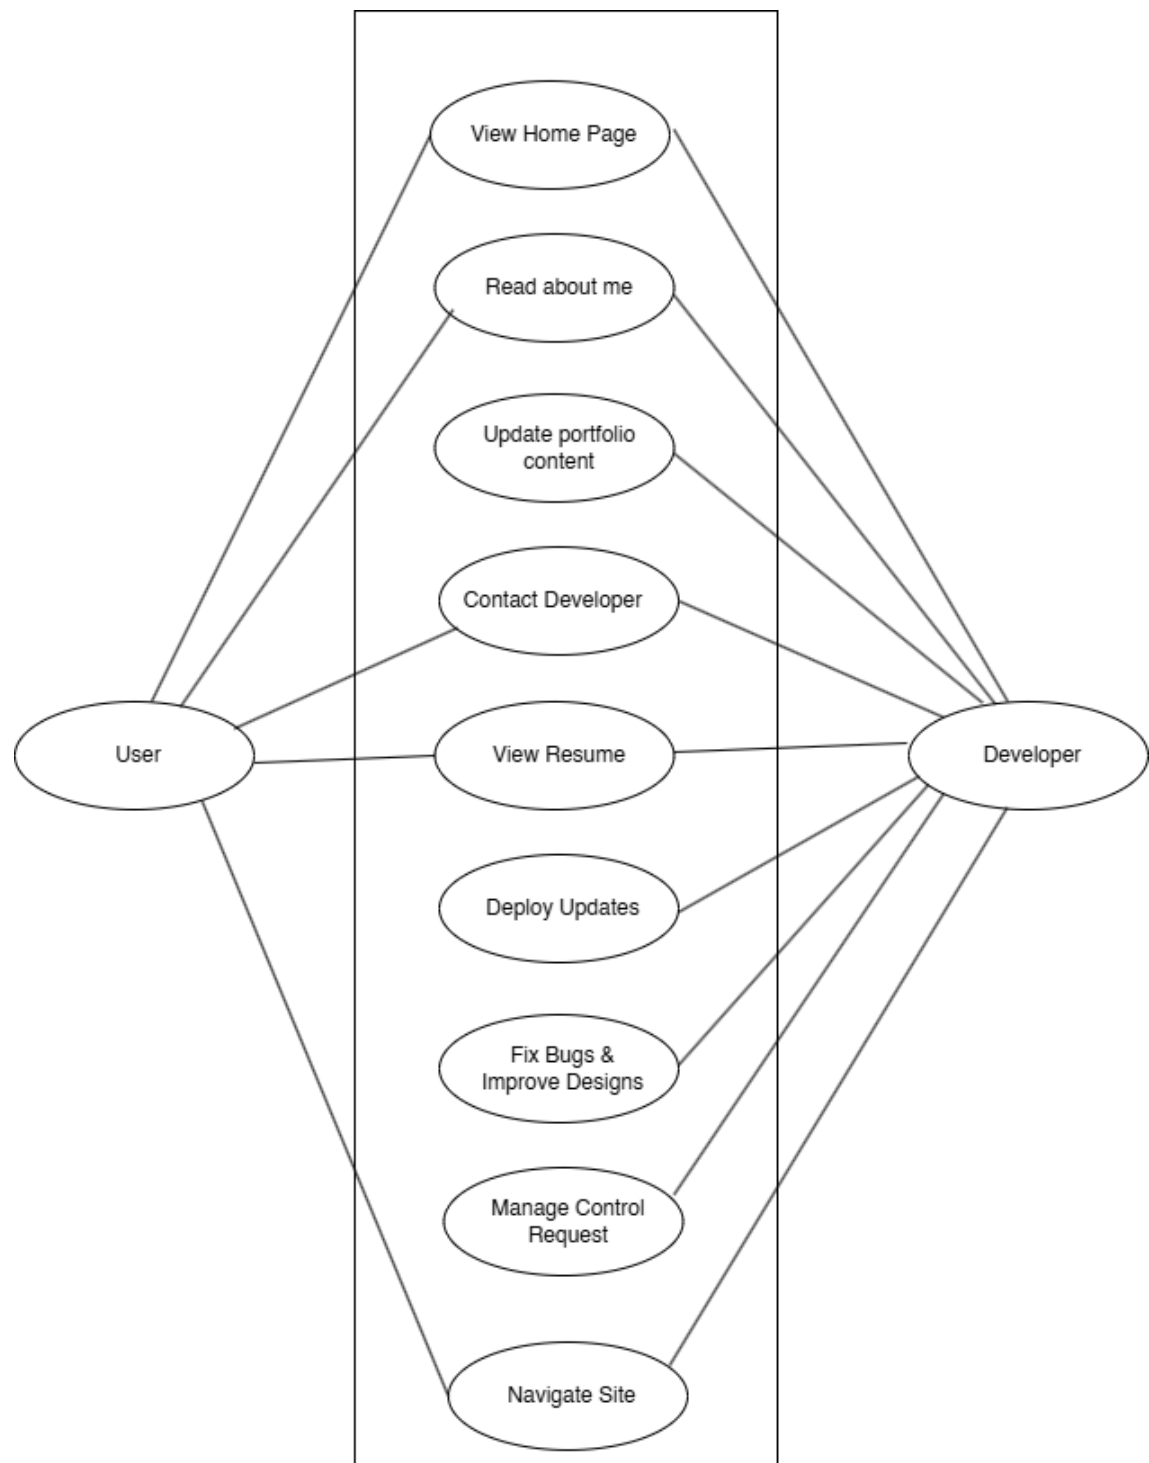 View Home Page
Read about me
Update portfolio
content
Contact Developer
User
View Resume
Developer
Deploy Updates
Fix Bugs &
Improve Designs
Manage Control
Request
Navigate Site